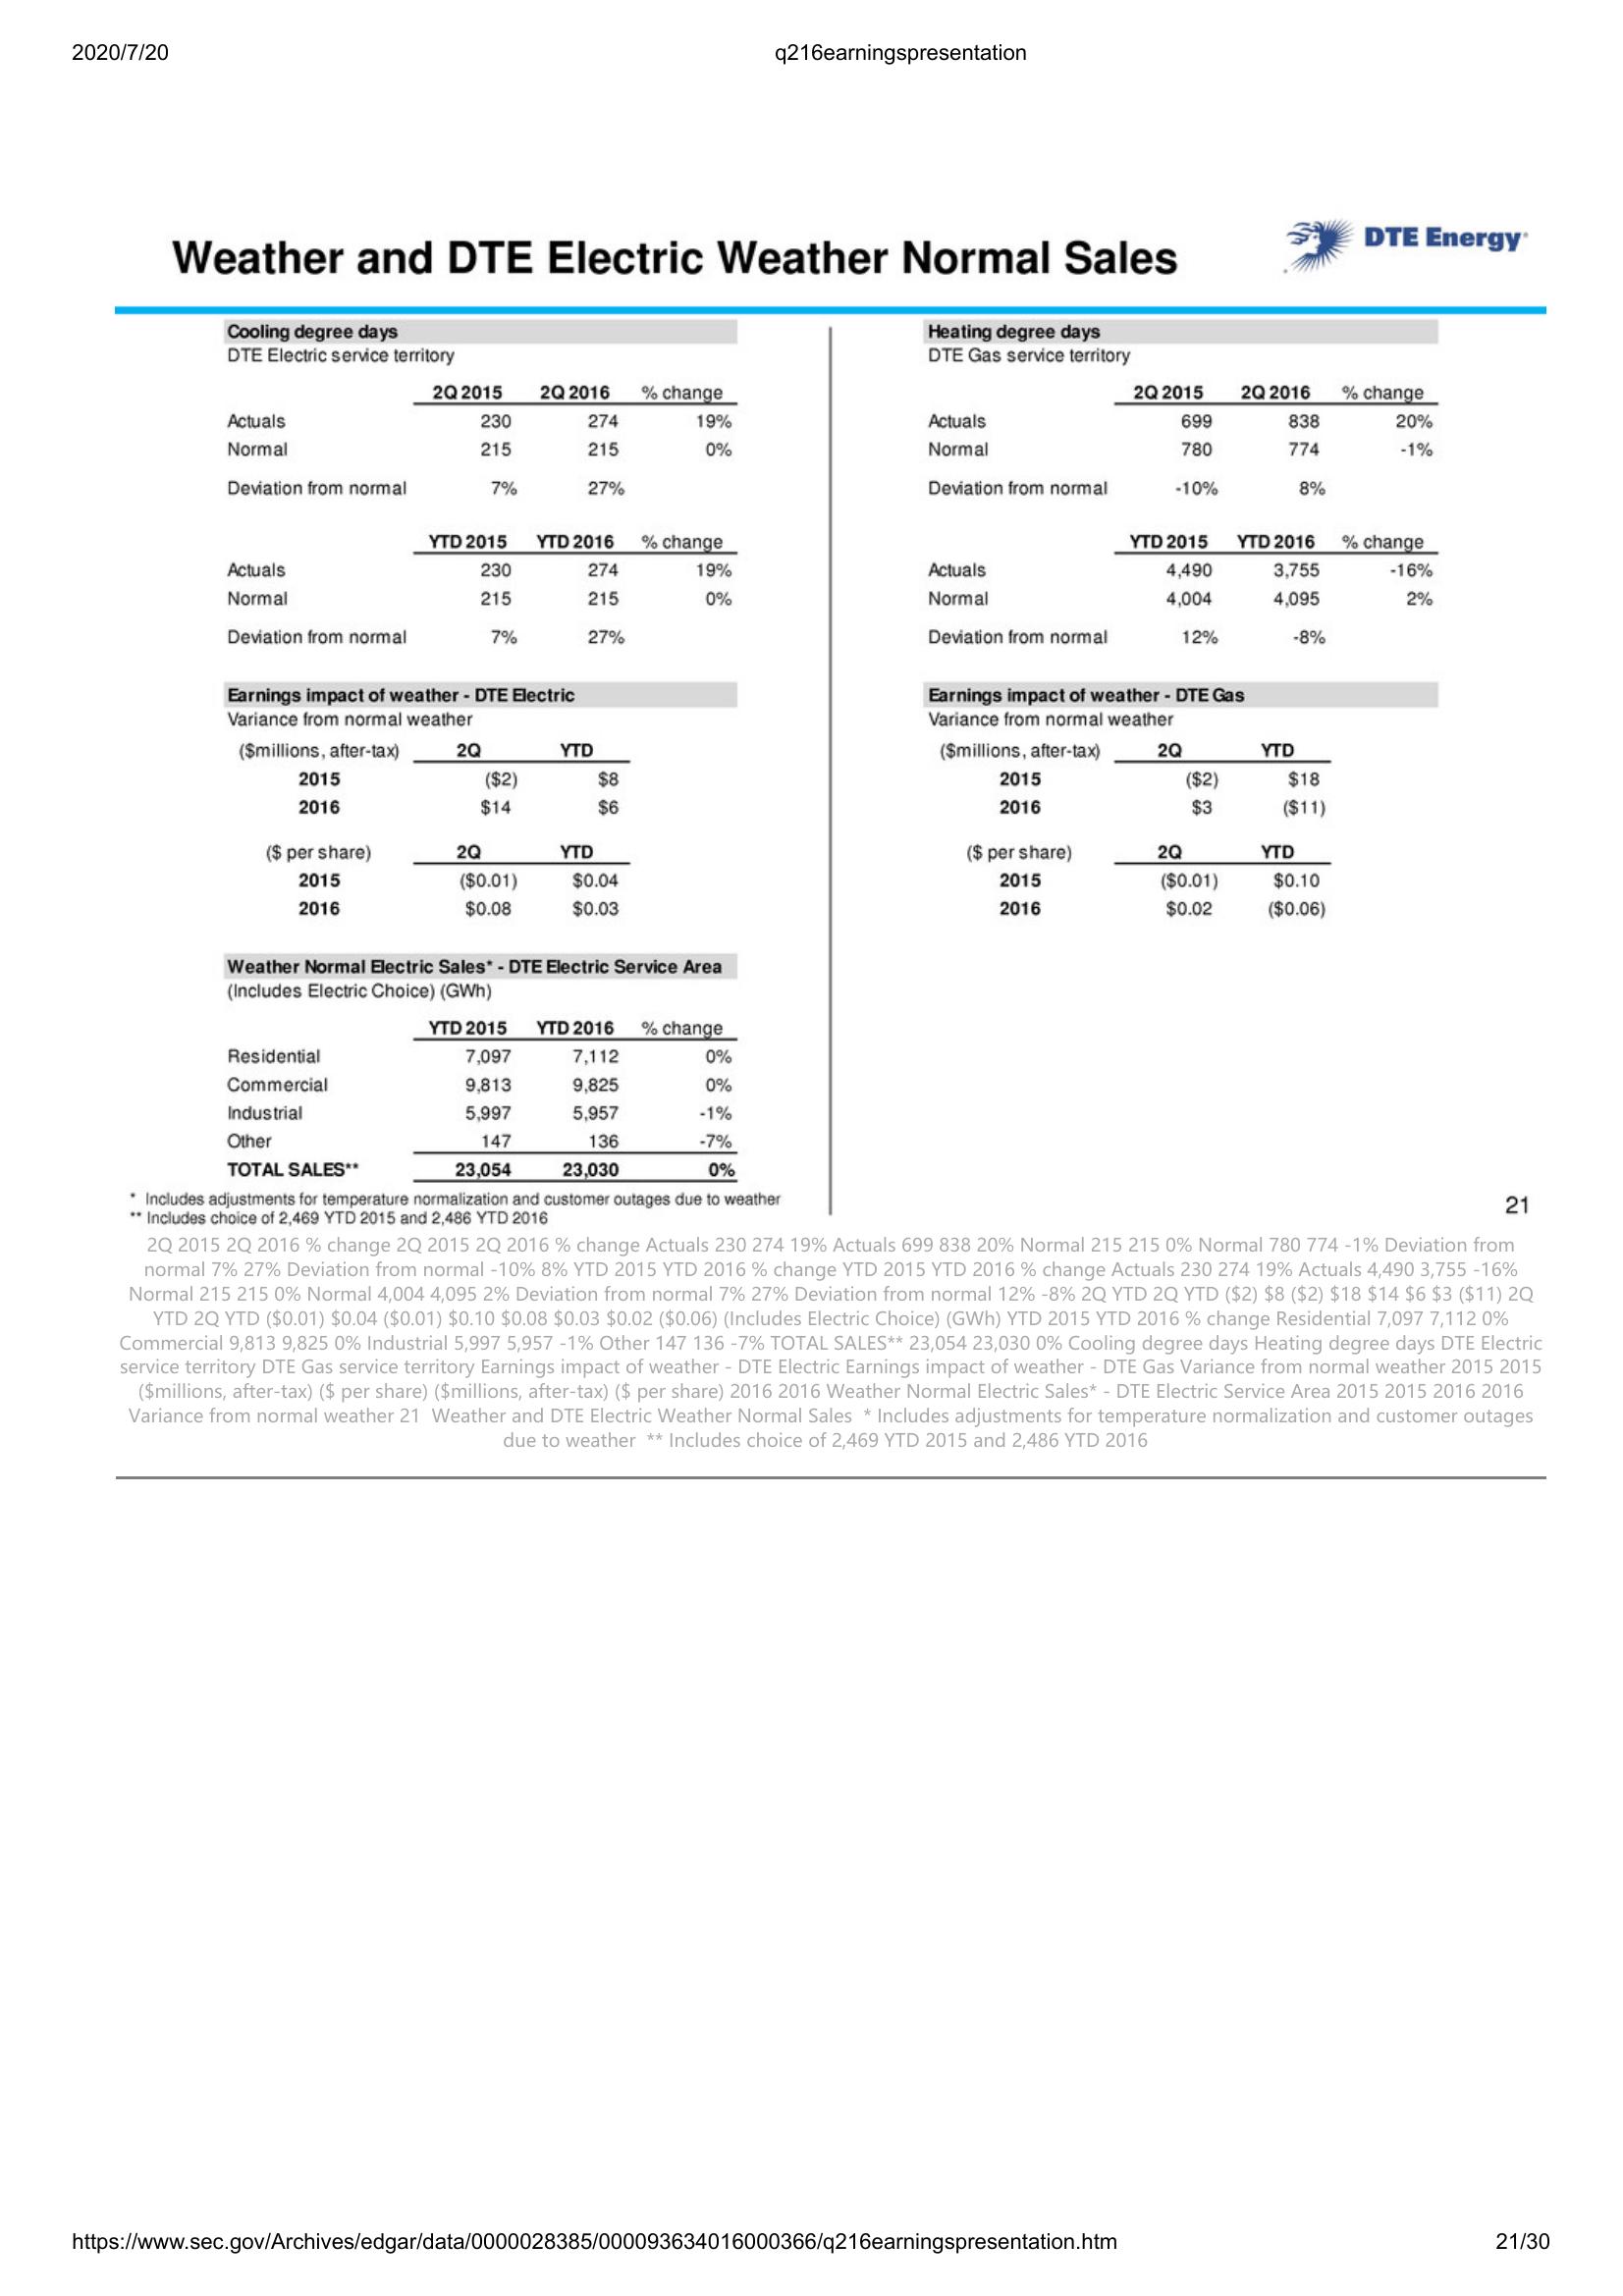 2020/7/20 q216earningspresentation
Weather and DTE Electric Weather Normal Sales
DTE Energy®
Cooling degree days
DTE Electric service territory
2Q 2015 2Q 2016 % change
Actuals 230 274 19%
Normal 215 215 0%
Deviation from normal 7% 27%
YTD 2015 YTD 2016 % change
Actuals 230 274 19%
Normal 215 215 0%
Deviation from normal 7% 27%
Earnings impact of weather - DTE Electric
Variance from normal weather
($millions, after-tax) 2Q YTD
2015 ($2) $8
2016 $14 $6
($ per share) 2Q YTD
2015 ($0.01) $0.04
2016 $0.08 $0.03
Weather Normal Electric Sales* - DTE Electric Service Area
(Includes Electric Choice) (GWh)
YTD 2015 YTD 2016 % change
Residential 7,097 7,112 0%
Commercial 9,813 9,825 0%
Industrial 5,997 5,957 -1%
Other 147 136 -7%
TOTAL SALES** 23,054 23,030 0%
* Includes adjustments for temperature normalization and customer outages due to weather
** Includes choice of 2,469 YTD 2015 and 2,486 YTD 2016
Heating degree days
DTE Gas service territory
2Q 2015 2Q 2016 % change
Actuals 699 838 20%
Normal 780 774 -1%
Deviation from normal -10% 8%
YTD 2015 YTD 2016 % change
Actuals 4,490 3,755 -16%
Normal 4,004 4,095 2%
Deviation from normal 12% -8%
Earnings impact of weather - DTE Gas
Variance from normal weather
($millions, after-tax) 2Q YTD
2015 ($2) $18
2016 $3 ($11)
($ per share) 2Q YTD
2015 ($0.01) $0.10
2016 $0.02 ($0.06)
21
2Q 2015 2Q 2016 % change 2Q 2015 2Q 2016 % change Actuals 230 274 19% Actuals 699 838 20% Normal 215 215 0% Normal 780 774 -1% Deviation from
normal 7% 27% Deviation from normal -10% 8% YTD 2015 YTD 2016 % change YTD 2015 YTD 2016 % change Actuals 230 274 19% Actuals 4,490 3,755 -16%
Normal 215 215 0% Normal 4,004 4,095 2% Deviation from normal 7% 27% Deviation from normal 12% -8% 2Q YTD 2Q YTD ($2) $8 ($2) $18 $14 $6 $3 ($11) 2Q
YTD 2Q YTD ($0.01) $0.04 ($0.01) $0.10 $0.08 $0.03 $0.02 ($0.06) (Includes Electric Choice) (GWh) YTD 2015 YTD 2016 % change Residential 7,097 7,112 0%
Commercial 9,813 9,825 0% Industrial 5,997 5,957 -1% Other 147 136 -7% TOTAL SALES** 23,054 23,030 0% Cooling degree days Heating degree days DTE Electric
service territory DTE Gas service territory Earnings impact of weather - DTE Electric Earnings impact of weather - DTE Gas Variance from normal weather 2015 2015
($millions, after-tax) ($ per share) ($millions, after-tax) ($ per share) 2016 2016 Weather Normal Electric Sales* - DTE Electric Service Area 2015 2015 2016 2016
Variance from normal weather 21 Weather and DTE Electric Weather Normal Sales * Includes adjustments for temperature normalization and customer outages
due to weather ** Includes choice of 2,469 YTD 2015 and 2,486 YTD 2016
https://www.sec.gov/Archives/edgar/data/0000028385/000093634016000366/q216earningspresentation.htm 21/30